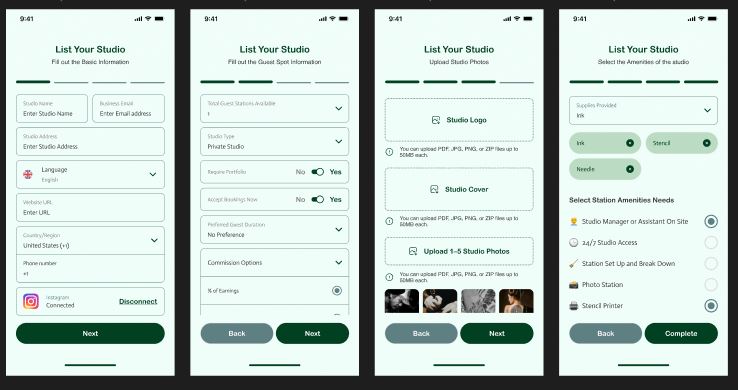 9:41
List Your Studio
Fill out the Basic Information
Studio Name
Enter Studio Name
Business Email
Enter Email address
Studio Address
Enter Studio Address
Language
English
Website URL
Enter URL
Country/Region
United States (+1)
Phone number
+1
Instagram
Connected
Disconnect
Next
9:41
List Your Studio
Fill out the Guest Spot Information
Total Guest Stations Available
1
Studio Type
Private Studio
Require Portfolio
No
Yes
Accept Bookings Now
No
Yes
Preferred Guest Duration
No Preference
Commission Options
% of Earnings
Back
Next
9:41
List Your Studio
Upload Studio Photos
Studio Logo
You can upload PDF, JPG, PNG, or ZIP files up to
50MB each.
Studio Cover
You can upload PDF, JPG, PNG, or ZIP files up to
50MB each.
Upload 1-5 Studio Photos
You can upload PDF, JPG, PNG, or ZIP files up to
50MB each.
Back
Next
9:41
List Your Studio
Select the Amenities of the studio
Supplies Provided
Ink
Ink
Stencil
Needle
Select Station Amenities Needs
Studio Manager or Assistant On Site
24/7 Studio Access
Station Set Up and Break Down
Photo Station
Stencil Printer
Back
Complete